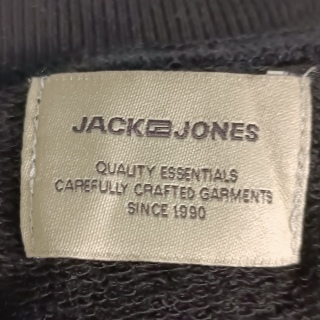 JACK & JONES
QUALITY ESSENTIALS
CAREFULLY CRAFTED GARMENTS
SINCE 1990